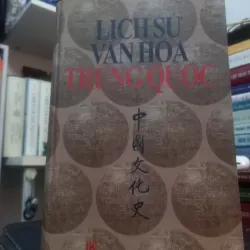 LỊCH SỬ
VĂN HÓA
TRUNG QUỐC
中國文化史